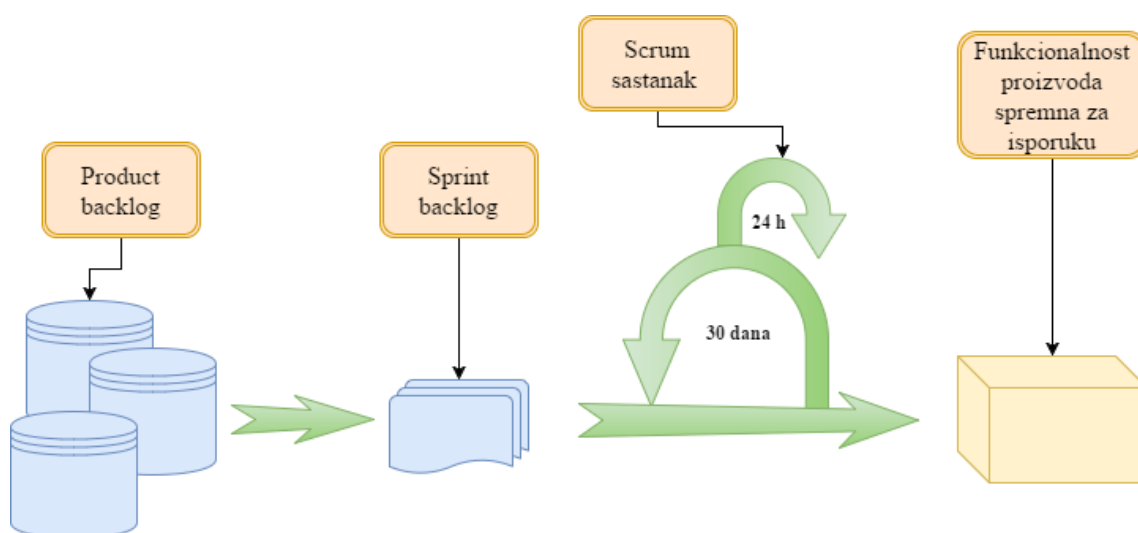 Product
backlog
Sprint
backlog
Scrum
sastanak
Funkcionalnost
proizvoda
spremna za
isporuku
24 h
30 dana